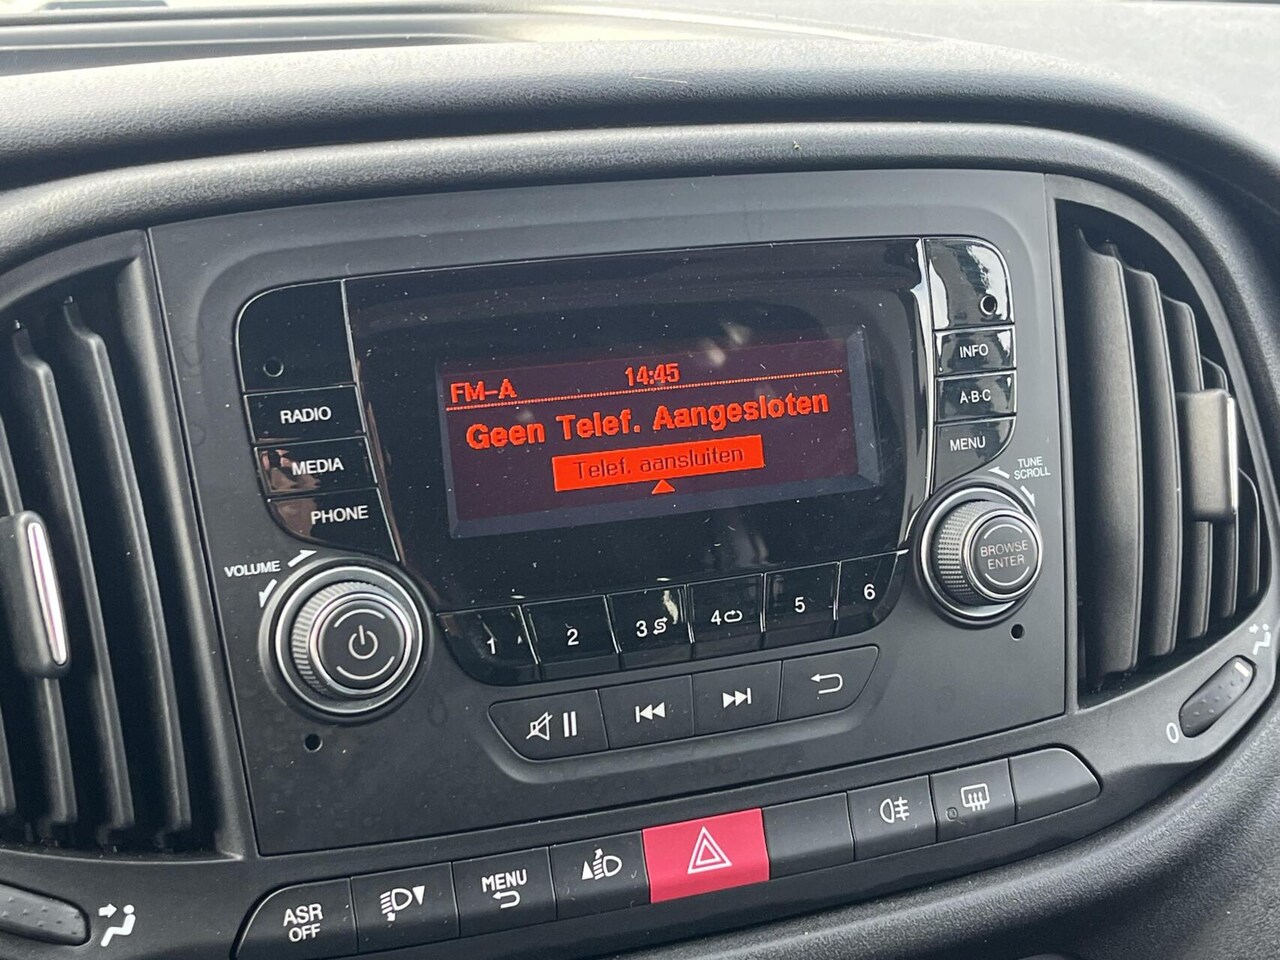 FM-A 14:45
Geen Telef. Aangesloten
Telef. aansluiten
RADIO
MEDIA
PHONE
VOLUME
INFO
A·B·C
MENU
TUNE
SCROLL
BROWSE
ENTER
1 2 3 4 5 6
ASR
OFF
MENU
0